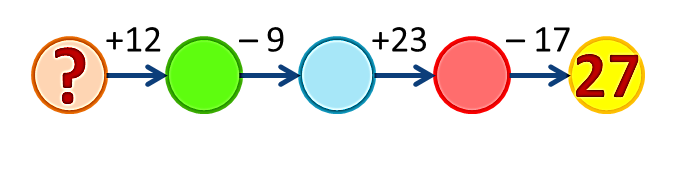 +12 – 9 +23 – 17
? 27